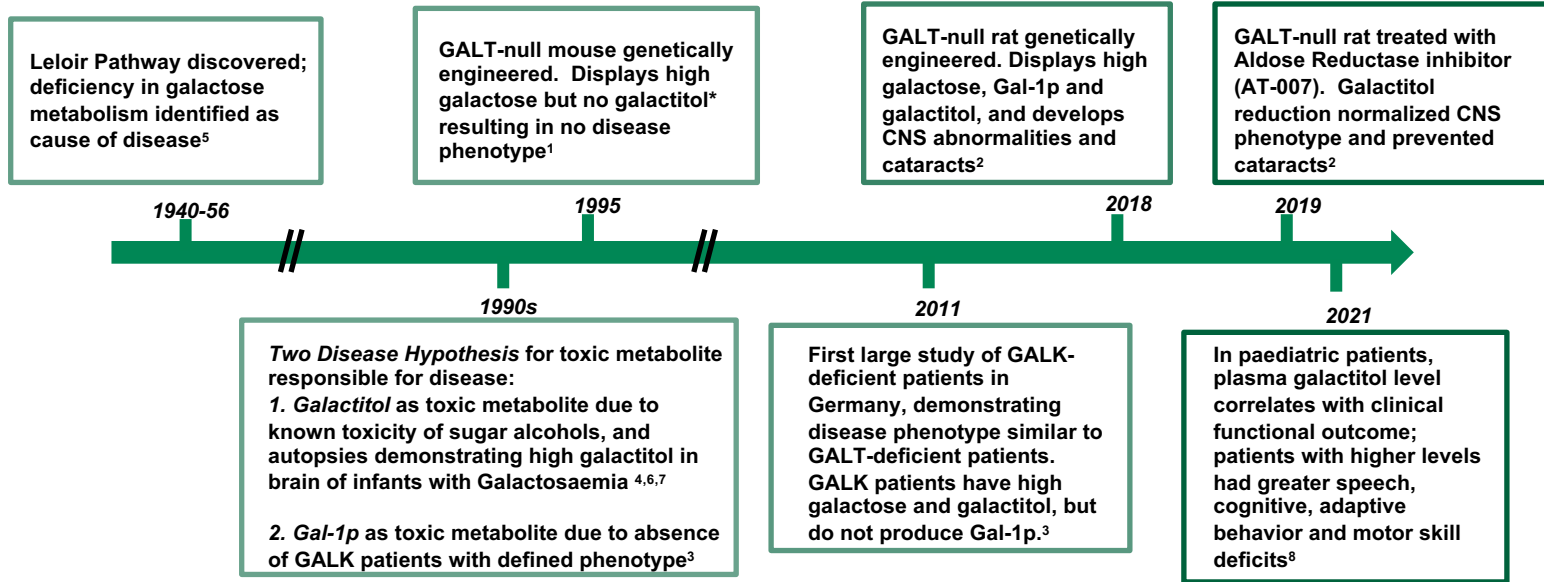 Leloir Pathway discovered;
deficiency in galactose
metabolism identified as
cause of disease⁵
GALT-null mouse genetically
engineered.  Displays high
galactose but no galactitol*
resulting in no disease
phenotype¹
GALT-null rat genetically
engineered. Displays high
galactose, Gal-1p and
galactitol, and develops
CNS abnormalities and
cataracts²
GALT-null rat treated with
Aldose Reductase inhibitor
(AT-007).  Galactitol
reduction normalized CNS
phenotype and prevented
cataracts²
1940-56
1995
2018
2019
1990s
2011
2021
Two Disease Hypothesis for toxic metabolite
responsible for disease:
1. Galactitol as toxic metabolite due to
known toxicity of sugar alcohols, and
autopsies demonstrating high galactitol in
brain of infants with Galactosaemia ⁴,⁶,⁷
2. Gal-1p as toxic metabolite due to absence
of GALK patients with defined phenotype³
First large study of GALK-
deficient patients in
Germany, demonstrating
disease phenotype similar to
GALT-deficient patients.
GALK patients have high
galactose and galactitol, but
do not produce Gal-1p.³
In paediatric patients,
plasma galactitol level
correlates with clinical
functional outcome;
patients with higher levels
had greater speech,
cognitive, adaptive
behavior and motor skill
deficits⁸